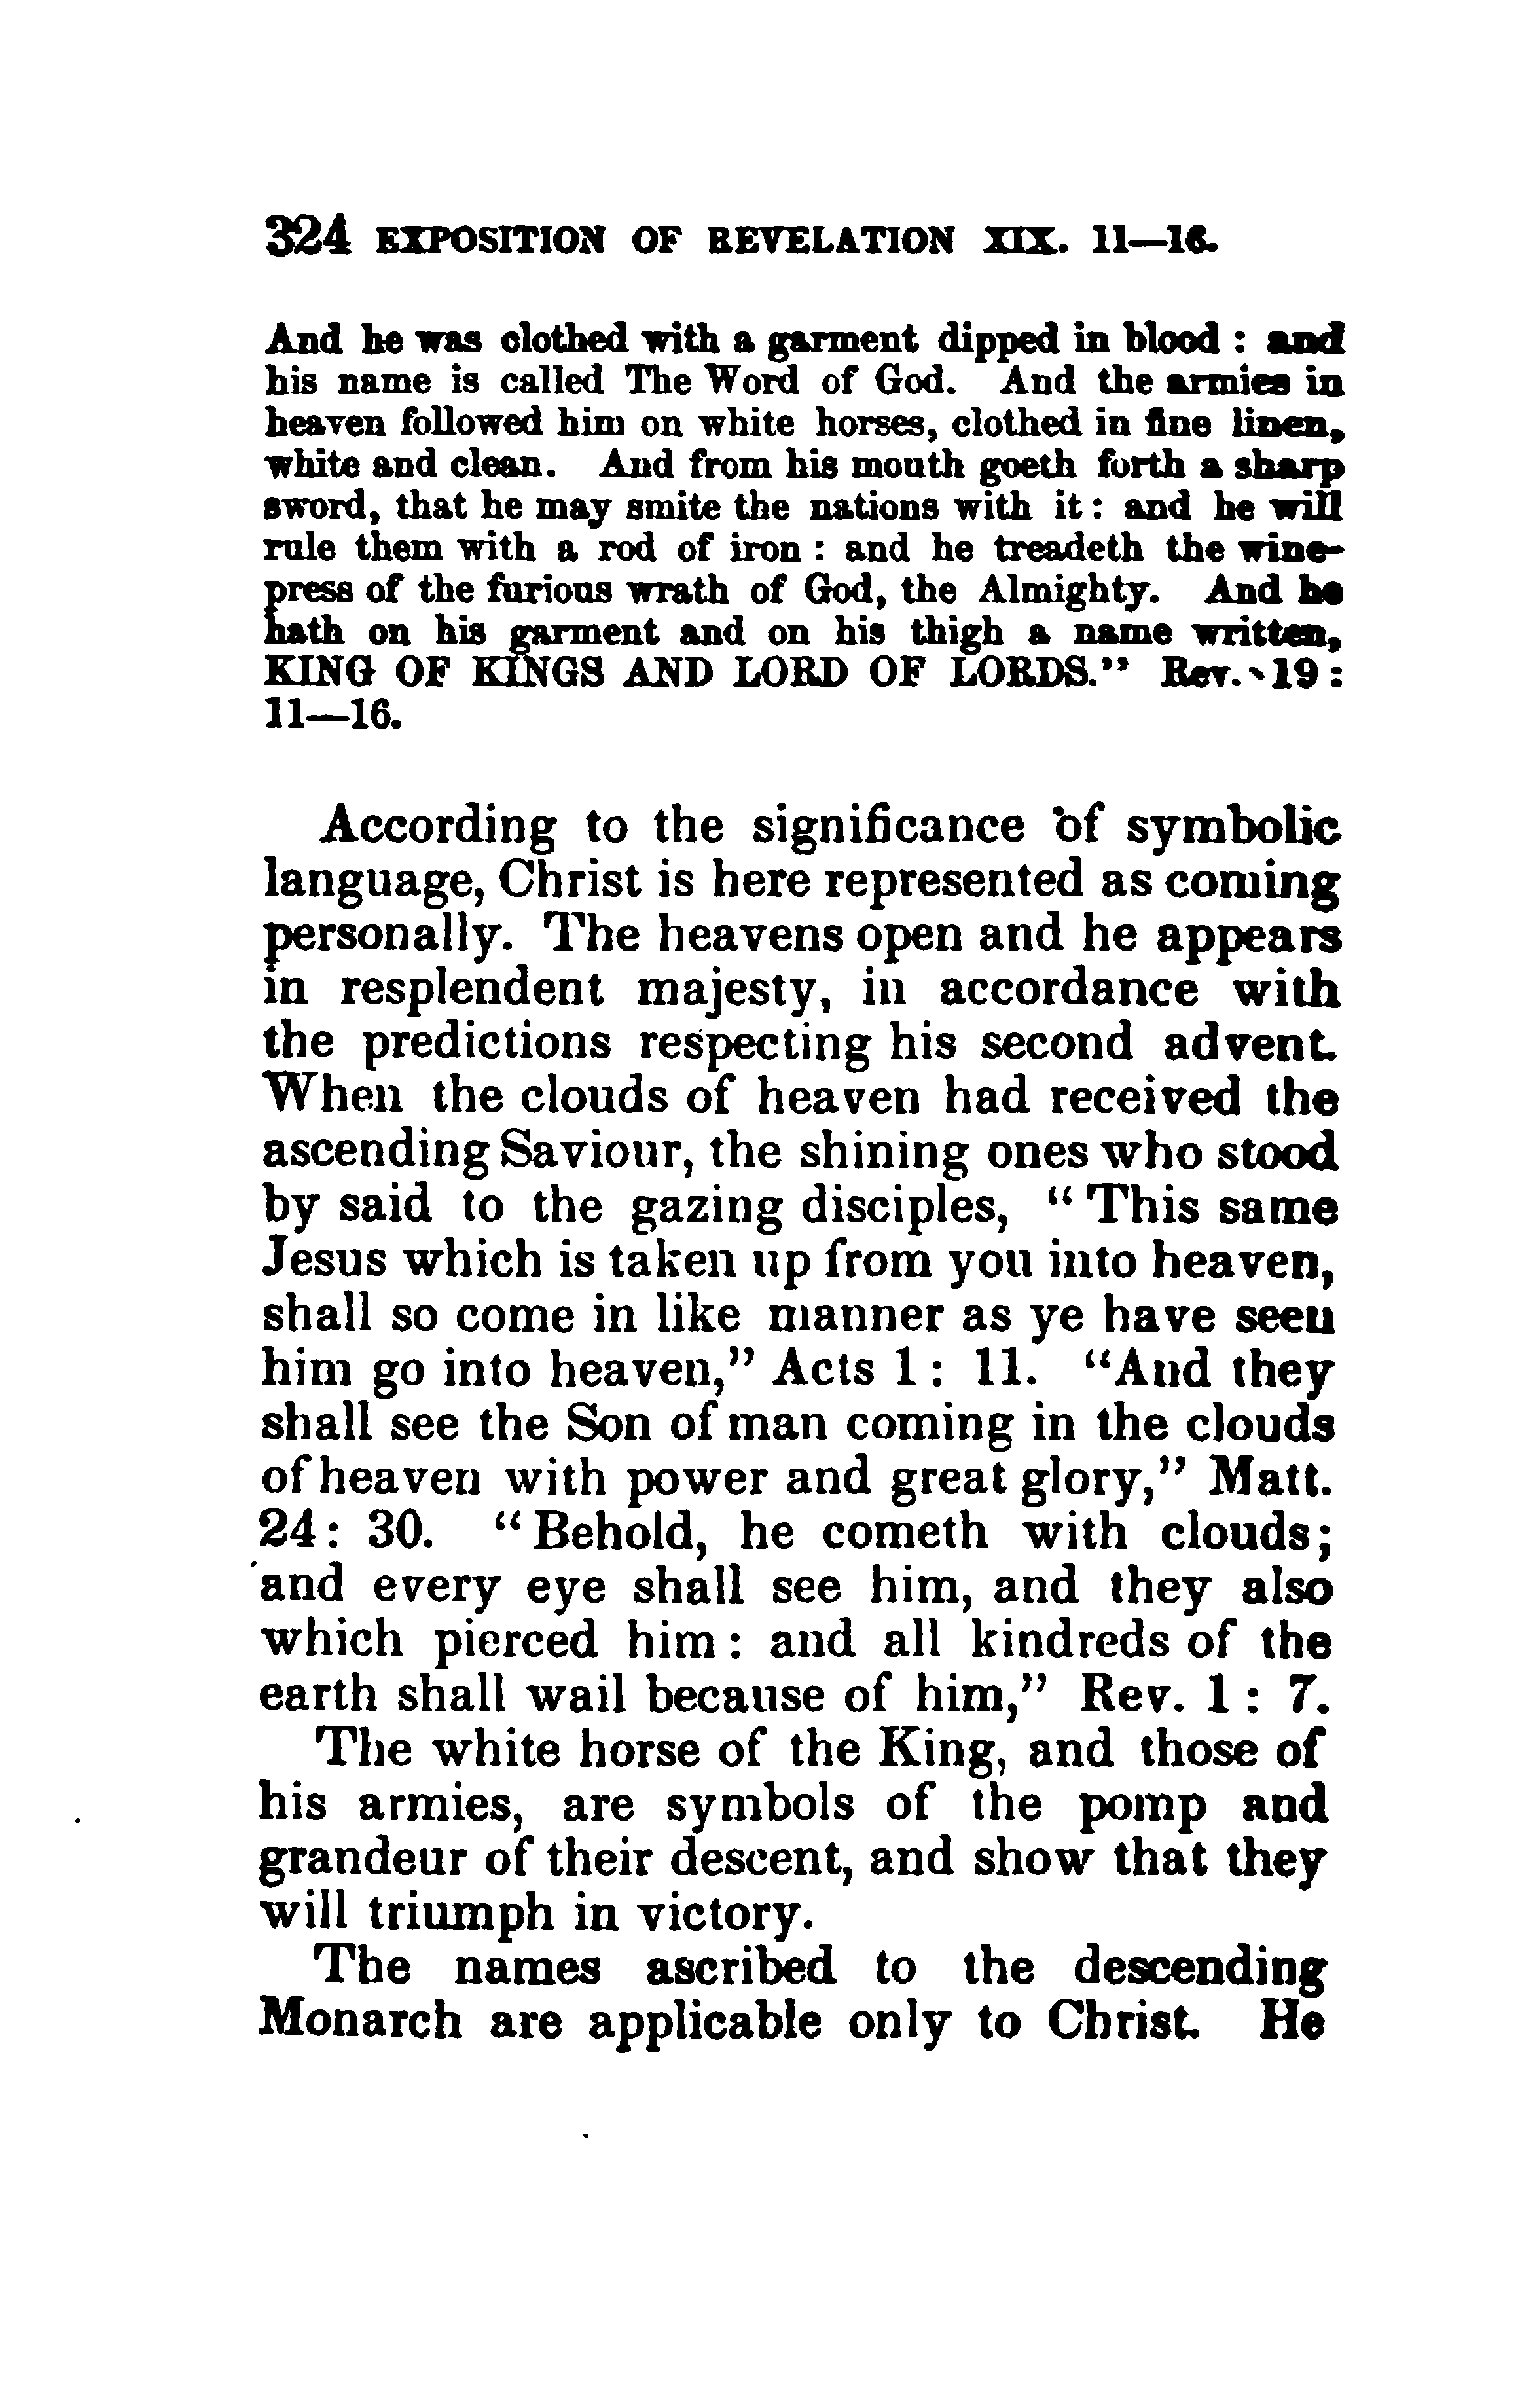 324 EXPOSITION OF REVELATION XIX. 11—16.
And he was clothed with a garment dipped in blood : and
his name is called The Word of God. And the armies in
heaven followed him on white horses, clothed in fine linen,
white and clean. And from his mouth goeth forth a sharp
sword, that he may smite the nations with it : and he will
rule them with a rod of iron : and he treadeth the wine-
press of the furious wrath of God, the Almighty. And he
hath on his garment and on his thigh a name written,
KING OF KINGS AND LORD OF LORDS.” Rev. 19 :
11—16.
According to the significance of symbolic
language, Christ is here represented as coming
personally. The heavens open and he appears
in resplendent majesty, in accordance with
the predictions respecting his second advent.
When the clouds of heaven had received the
ascending Saviour, the shining ones who stood
by said to the gazing disciples, “ This same
Jesus which is taken up from you into heaven,
shall so come in like manner as ye have seen
him go into heaven,” Acts 1 : 11. “And they
shall see the Son of man coming in the clouds
of heaven with power and great glory,” Matt.
24 : 30. “ Behold, he cometh with clouds ;
and every eye shall see him, and they also
which pierced him : and all kindreds of the
earth shall wail because of him,” Rev. 1 : 7.
The white horse of the King, and those of
his armies, are symbols of the pomp and
grandeur of their descent, and show that they
will triumph in victory.
The names ascribed to the descending
Monarch are applicable only to Christ. He